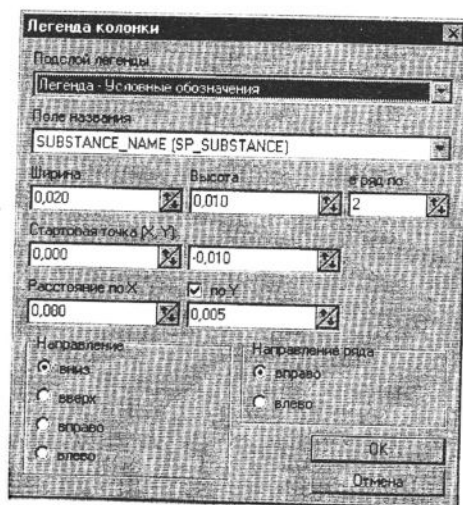 Легенда колонки
Подслой легенды
Легенда - Условные обозначения
Поле названия
SUBSTANCE_NAME (SP_SUBSTANCE)
Ширина Высота в ряд по
0,020 0,010 2
Стартовая точка (X, Y)
0,000 -0,010
Расстояние по X по Y
0,000 0,005
Направление Направление ряда
вниз вправо
вверх влево
вправо
влево
OK
Отмена